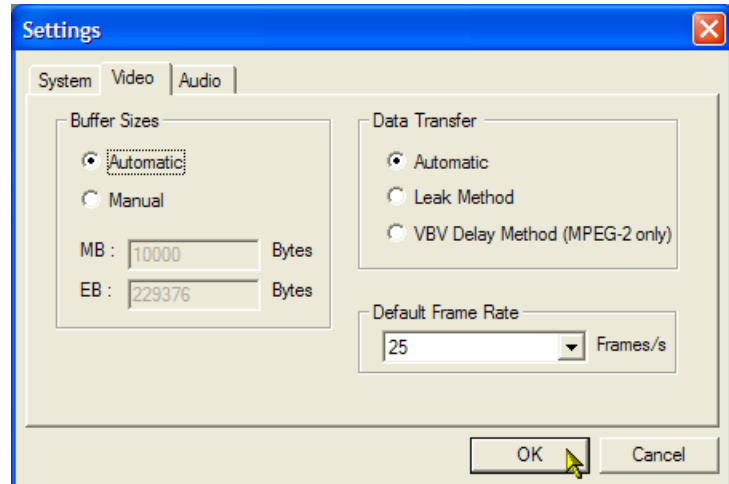 Settings
System Video Audio
Buffer Sizes
Automatic
Manual
MB : 10000 Bytes
EB : 229376 Bytes
Data Transfer
Automatic
Leak Method
VBV Delay Method (MPEG-2 only)
Default Frame Rate
25 Frames/s
OK Cancel